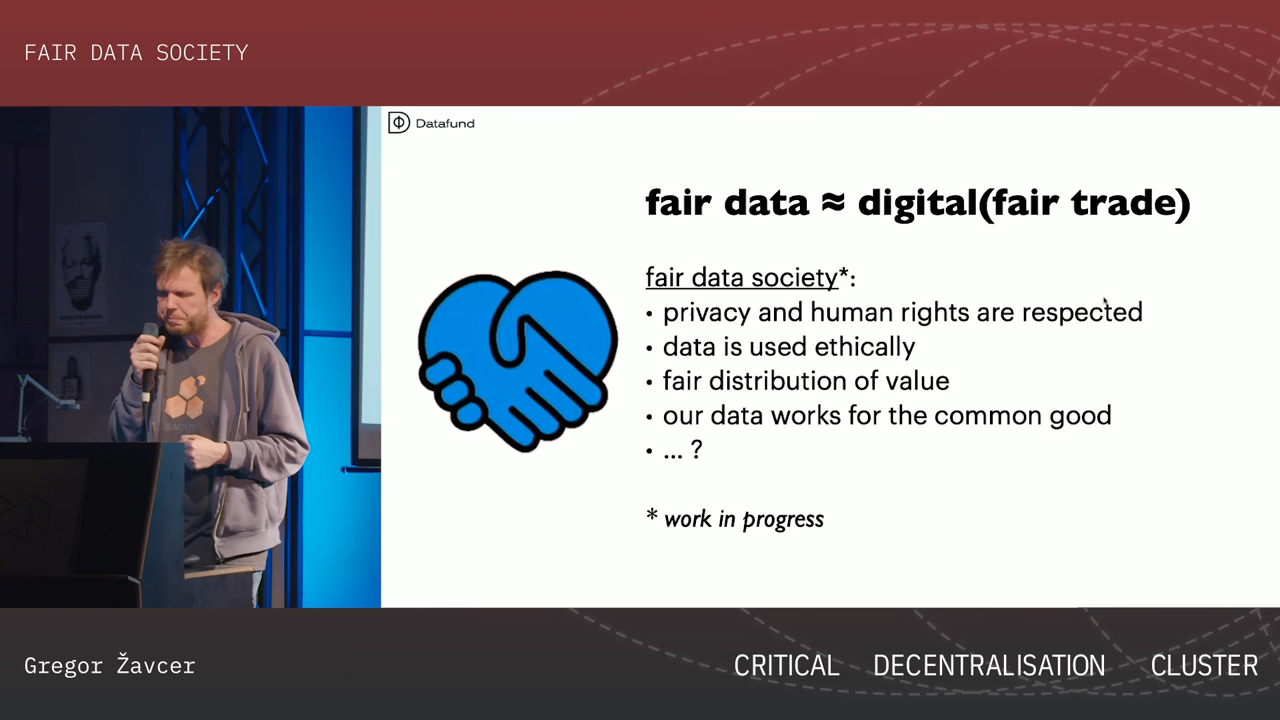 FAIR DATA SOCIETY
Datafund
fair data ≈ digital(fair trade)
fair data society*:
• privacy and human rights are respected
• data is used ethically
• fair distribution of value
• our data works for the common good
• ... ?
* work in progress
Gregor Žavcer
CRITICAL DECENTRALISATION CLUSTER